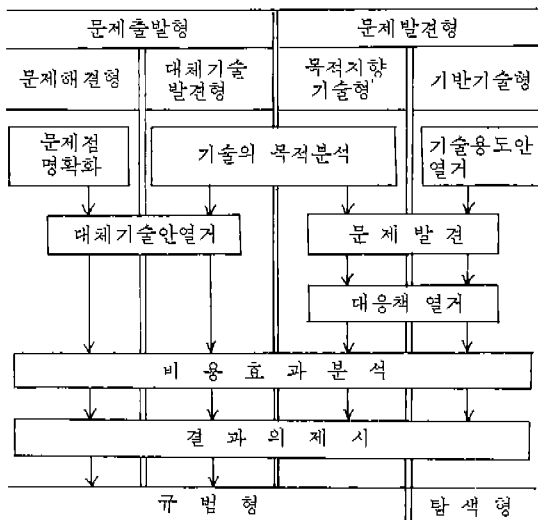 문제출발형 문제발견형
문제해결형 대체기술 발견형 목적지향 기술형 기반기술형
문제점
명확화
기술의 목적분석
기술용도안
열거
대체기술안열거
문 제 발 견
대응책 열거
비 용 효 과 분 석
결 과 의 제 시
규 범 형 탐 색 형